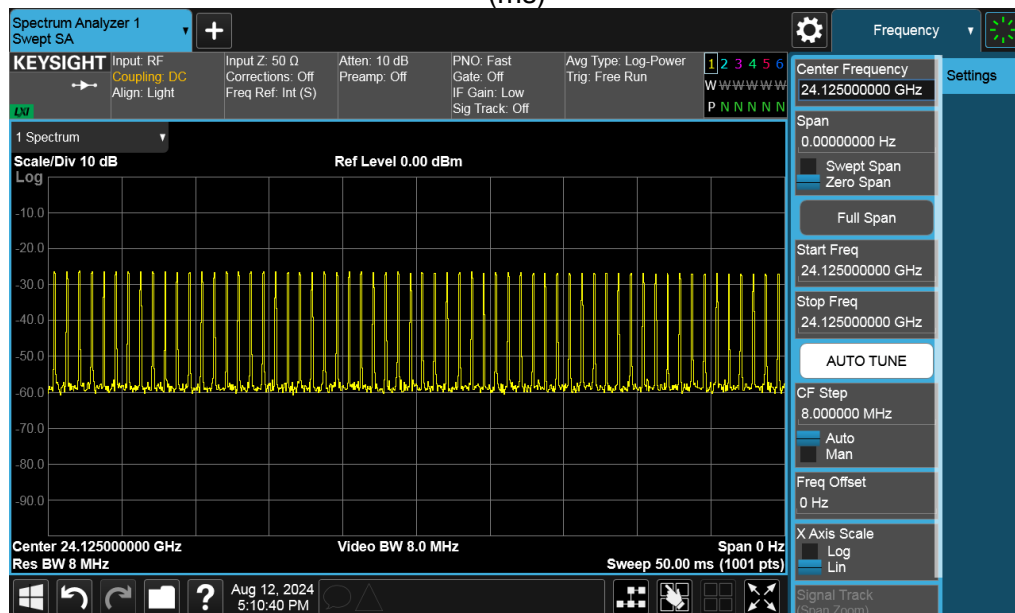 (ms)
Spectrum Analyzer 1
Swept SA
Frequency
KEYSIGHT
Input: RF
Coupling: DC
Align: Light
Input Z: 50 Ω
Corrections: Off
Freq Ref: Int (S)
Atten: 10 dB
Preamp: Off
PNO: Fast
Gate: Off
IF Gain: Low
Sig Track: Off
Avg Type: Log-Power
Trig: Free Run
1 2 3 4 5 6
W W W W W W
P N N N N N
LXI
1 Spectrum
Scale/Div 10 dB
Ref Level 0.00 dBm
Log
-10.0
-20.0
-30.0
-40.0
-50.0
-60.0
-70.0
-80.0
-90.0
Center 24.125000000 GHz
Video BW 8.0 MHz
Span 0 Hz
Res BW 8 MHz
Sweep 50.00 ms (1001 pts)
Center Frequency
24.125000000 GHz
Settings
Span
0.00000000 Hz
Swept Span
Zero Span
Full Span
Start Freq
24.125000000 GHz
Stop Freq
24.125000000 GHz
AUTO TUNE
CF Step
8.000000 MHz
Auto
Man
Freq Offset
0 Hz
X Axis Scale
Log
Lin
Signal Track
(Span Zoom)
?
Aug 12, 2024
5:10:40 PM